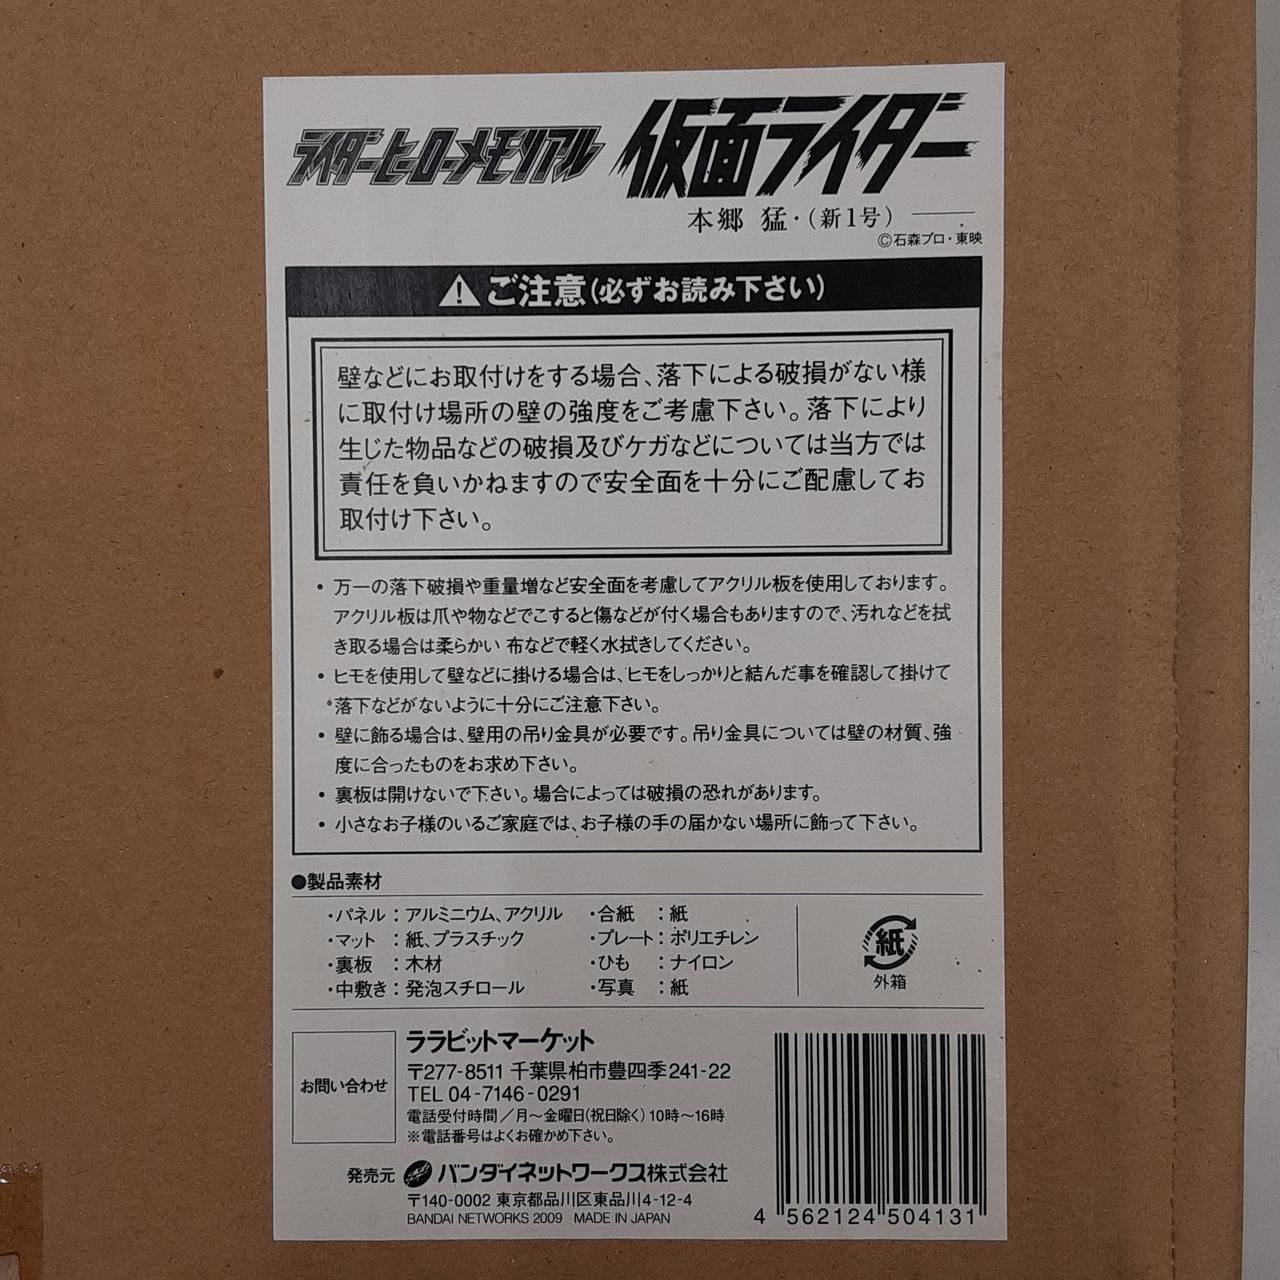 ライダーヒーローメモリアル 仮面ライダー
本郷 猛・(新1号)
©石森プロ・東映
⚠ご注意(必ずお読み下さい)
壁などにお取付けをする場合、落下による破損がない様
に取付け場所の壁の強度をご考慮下さい。落下により
生じた物品などの破損及びケガなどについては当方では
責任を負いかねますので安全面を十分にご配慮してお
取付け下さい。
・万一の落下破損や重量増など安全面を考慮してアクリル板を使用しております。
アクリル板は爪や物などでこすると傷などが付く場合もありますので、汚れなどを拭
き取る場合は柔らかい 布などで軽く水拭きしてください。
・ヒモを使用して壁などに掛ける場合は、ヒモをしっかりと結んだ事を確認して掛けて
落下などがないように十分にご注意下さい。
・壁に飾る場合は、壁用の吊り金具が必要です。吊り金具については壁の材質、強
度に合ったものをお求め下さい。
・裏板は開けないで下さい。場合によっては破損の恐れがあります。
・小さなお子様のいるご家庭では、お子様の手の届かない場所に飾って下さい。
●製品素材
・パネル：アルミニウム、アクリル ・合紙 ：紙
・マット ：紙、プラスチック ・プレート：ポリエチレン
・裏板 ：木材 ・ひも ：ナイロン
・中敷き：発泡スチロール ・写真 ：紙
紙
外箱
お問い合わせ
ララビットマーケット
〒277-8511 千葉県柏市豊四季241-22
TEL 04-7146-0291
電話受付時間／月〜金曜日(祝日除く)10時〜16時
※電話番号はよくお確かめ下さい。
発売元 バンダイネットワークス株式会社
〒140-0002 東京都品川区東品川4-12-4
BANDAI NETWORKS 2009 MADE IN JAPAN
4 562124 504131